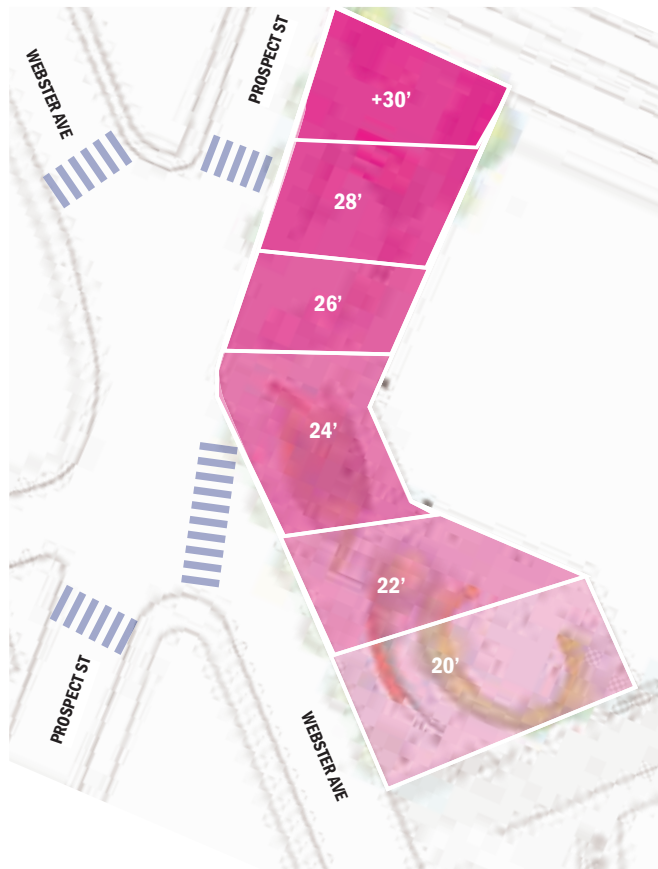 WEBSTER AVE
PROSPECT ST
+30’
28’
26’
24’
22’
20’
PROSPECT ST
WEBSTER AVE